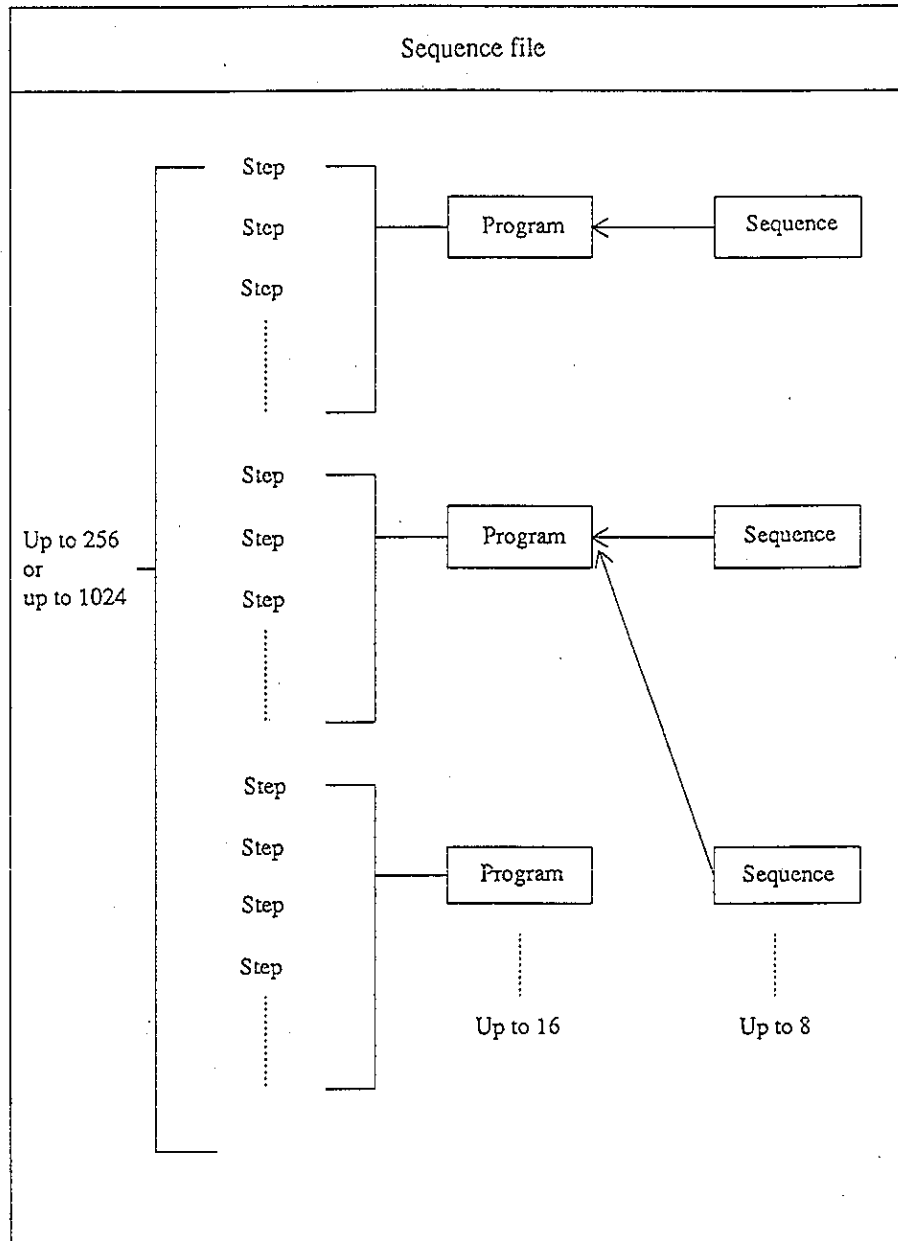 Sequence file
Step
Step
Step
Program
Sequence
Step
Step
Step
Program
Sequence
Up to 256
or
up to 1024
Step
Step
Step
Step
Program
Sequence
Up to 16
Up to 8